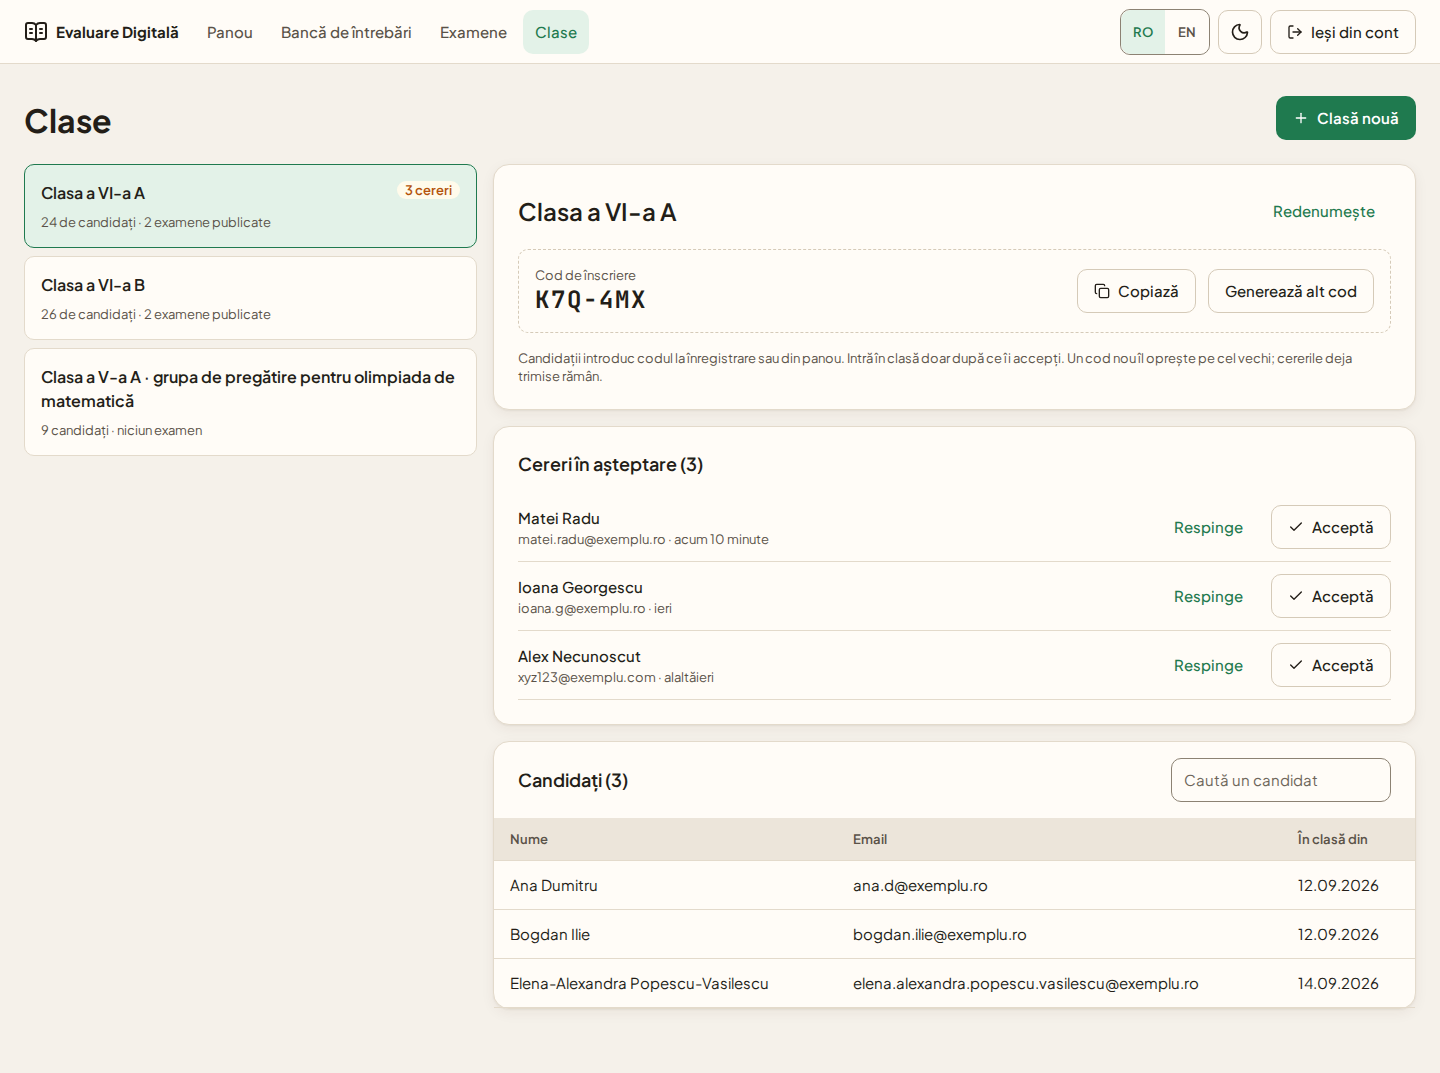 Evaluare Digitală
Panou
Bancă de întrebări
Examene
Clase
RO
EN
Ieși din cont
Clase
Clasă nouă
Clasa a VI-a A
3 cereri
24 de candidați · 2 examene publicate
Clasa a VI-a B
26 de candidați · 2 examene publicate
Clasa a V-a A · grupa de pregătire pentru olimpiada de
matematică
9 candidați · niciun examen
Clasa a VI-a A
Redenumește
Cod de înscriere
K7Q-4MX
Copiază
Generează alt cod
Candidații introduc codul la înregistrare sau din panou. Intră în clasă doar după ce îi accepți. Un cod nou îl oprește pe cel vechi; cererile deja
trimise rămân.
Cereri în așteptare (3)
Matei Radu
matei.radu@exemplu.ro · acum 10 minute
Respinge
Acceptă
Ioana Georgescu
ioana.g@exemplu.ro · ieri
Respinge
Acceptă
Alex Necunoscut
xyz123@exemplu.com · alaltăieri
Respinge
Acceptă
Candidați (3)
Caută un candidat
Nume
Email
În clasă din
Ana Dumitru
ana.d@exemplu.ro
12.09.2026
Bogdan Ilie
bogdan.ilie@exemplu.ro
12.09.2026
Elena-Alexandra Popescu-Vasilescu
elena.alexandra.popescu.vasilescu@exemplu.ro
14.09.2026